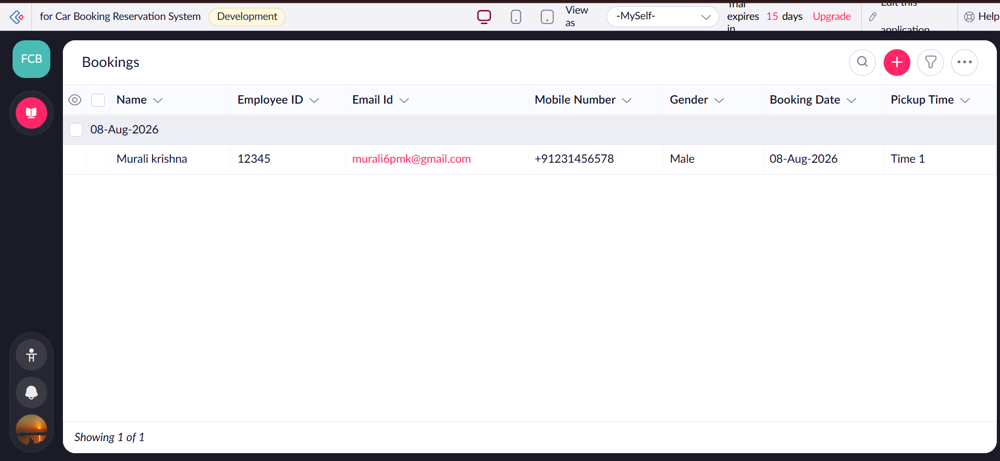 for Car Booking Reservation System Development View as -MySelf- Trial expires in 15 days Upgrade Edit this application Help
FCB
Bookings
Name Employee ID Email Id Mobile Number Gender Booking Date Pickup Time
08-Aug-2026
Murali krishna 12345 murali6pmk@gmail.com +91231456578 Male 08-Aug-2026 Time 1
Showing 1 of 1